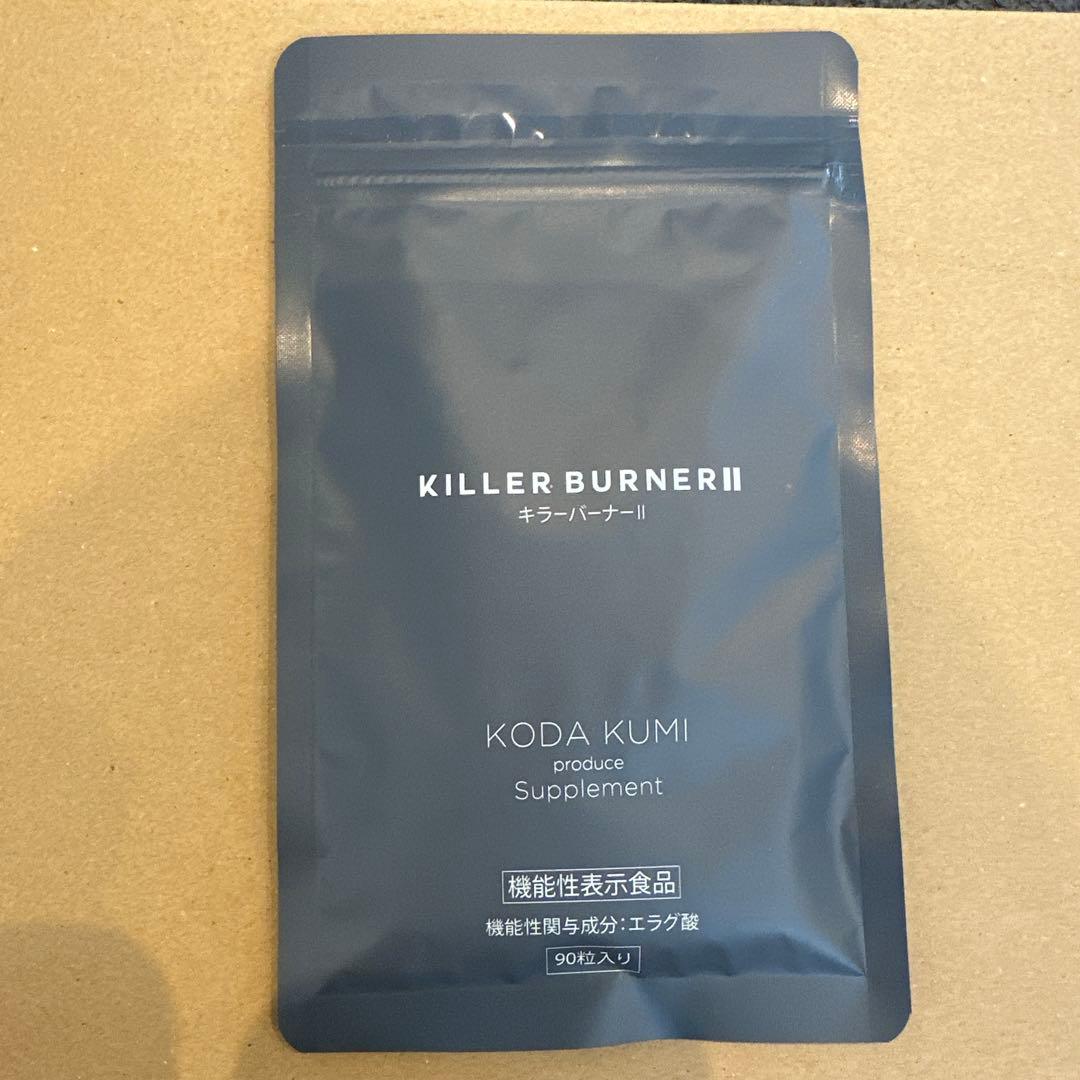 KILLER BURNERⅡ
キラーバーナーⅡ
KODA KUMI
produce
Supplement
機能性表示食品
機能性関与成分：エラグ酸
90粒入り